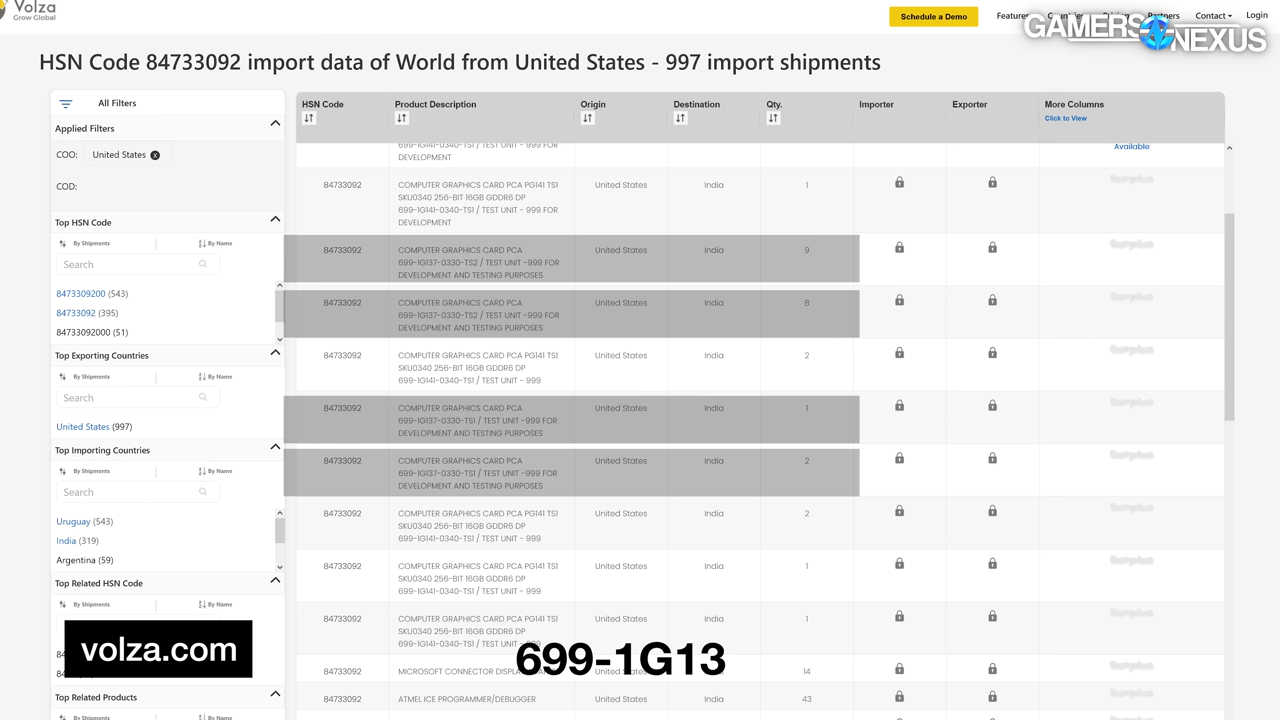 Volza
Grow Global
Schedule a Demo
Features
Partners
Contact
Login
GAMERS NEXUS
HSN Code 84733092 import data of World from United States - 997 import shipments
All Filters
Applied Filters
COO: United States x
COD:
Top HSN Code
By Shipments | By Name
Search
8473309200 (543)
84733092 (395)
84733092000 (51)
Top Exporting Countries
By Shipments | By Name
Search
United States (997)
Top Importing Countries
By Shipments | By Name
Search
Uruguay (543)
India (319)
Argentina (59)
Top Related HSN Code
By Shipments | By Name
volza.com
Top Related Products
By Shipments | By Name
HSN Code Product Description Origin Destination Qty. Importer Exporter More Columns
Click to View
699-1G141-0340-TS1 / TEST UNIT - 999 FOR
DEVELOPMENT
Available
84733092 COMPUTER GRAPHICS CARD PCA PG141 TS1 United States India 1
SKU0340 256-BIT 16GB GDDR6 DP
699-1G141-0340-TS1 / TEST UNIT - 999 FOR
DEVELOPMENT
84733092 COMPUTER GRAPHICS CARD PCA United States India 9
699-1G137-0330-TS2 / TEST UNIT -999 FOR
DEVELOPMENT AND TESTING PURPOSES
84733092 COMPUTER GRAPHICS CARD PCA United States India 8
699-1G137-0330-TS2 / TEST UNIT -999 FOR
DEVELOPMENT AND TESTING PURPOSES
84733092 COMPUTER GRAPHICS CARD PCA PG141 TS1 United States India 2
SKU0340 256-BIT 16GB GDDR6 DP
699-1G141-0340-TS1 / TEST UNIT - 999
84733092 COMPUTER GRAPHICS CARD PCA United States India 1
699-1G137-0330-TS1 / TEST UNIT -999 FOR
DEVELOPMENT AND TESTING PURPOSES
84733092 COMPUTER GRAPHICS CARD PCA United States India 2
699-1G137-0330-TS1 / TEST UNIT -999 FOR
DEVELOPMENT AND TESTING PURPOSES
84733092 COMPUTER GRAPHICS CARD PCA PG141 TS1 United States India 2
SKU0340 256-BIT 16GB GDDR6 DP
699-1G141-0340-TS1 / TEST UNIT - 999
84733092 COMPUTER GRAPHICS CARD PCA PG141 TS1 United States India 1
SKU0340 256-BIT 16GB GDDR6 DP
699-1G141-0340-TS1 / TEST UNIT - 999
84733092 COMPUTER GRAPHICS CARD PCA PG141 TS1 United States India 1
SKU0340 256-BIT 16GB GDDR6 DP
699-1G141-0340-TS1 / TEST UNIT - 999
699-1G13
84733092 MICROSOFT CONNECTOR United States India 14
84733092 ATMEL ICE PROGRAMMER/DEBUGGER United States India 43